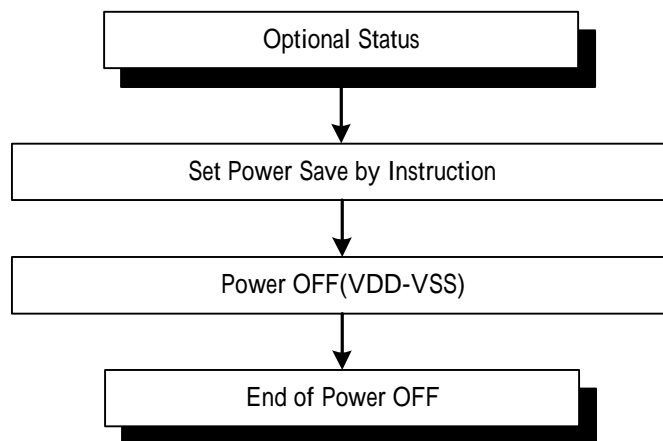 Optional Status
Set Power Save by Instruction
Power OFF(VDD-VSS)
End of Power OFF